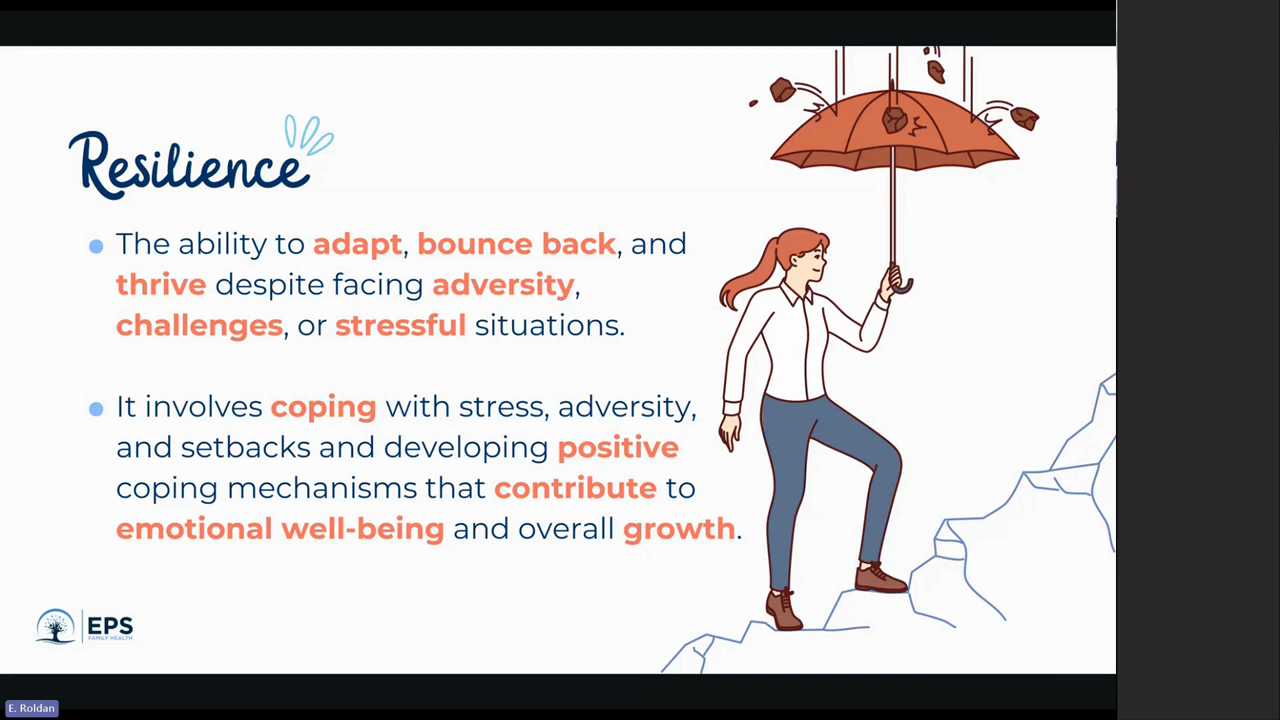 Resilience
The ability to adapt, bounce back, and
thrive despite facing adversity,
challenges, or stressful situations.
It involves coping with stress, adversity,
and setbacks and developing positive
coping mechanisms that contribute to
emotional well-being and overall growth.
EPS
FAMILY HEALTH
E. Roldan